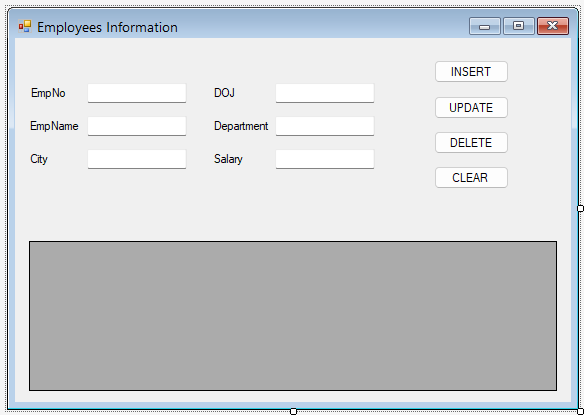 Employees Information
INSERT
EmpNo DOJ
UPDATE
EmpName Department
DELETE
City Salary
CLEAR